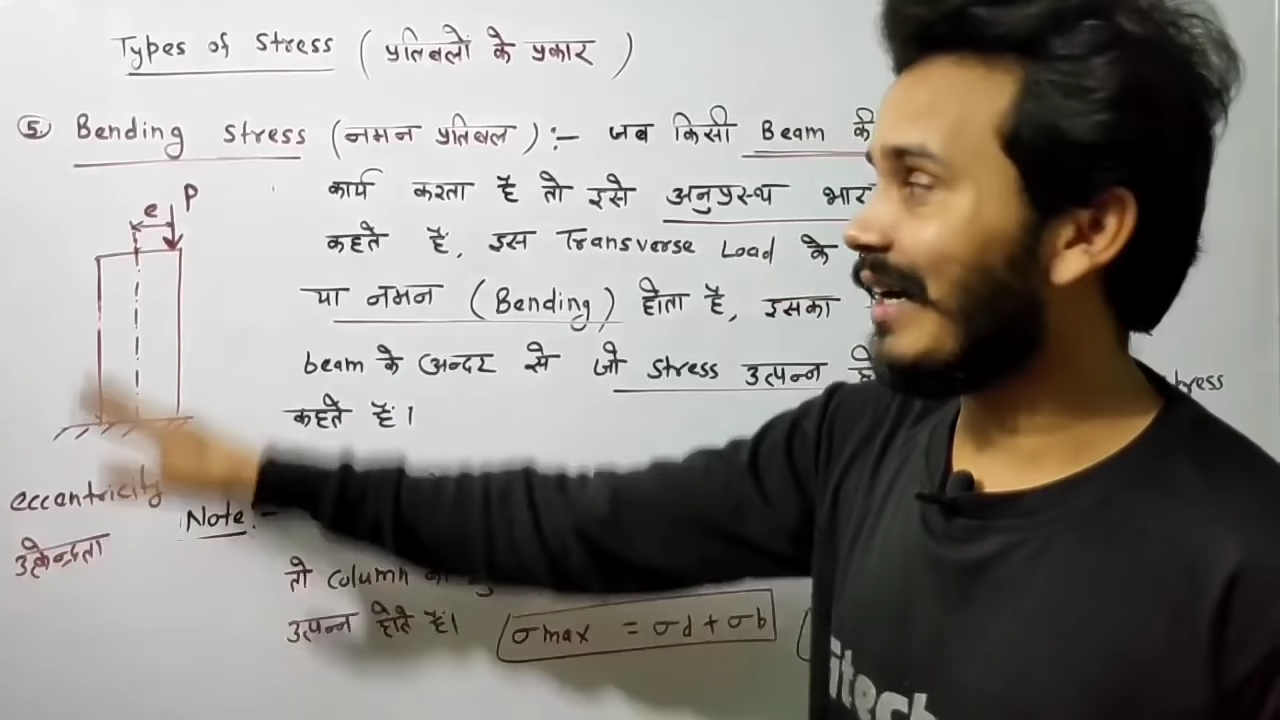 Types of Stress ( प्रतिबलों के प्रकार )
5. Bending Stress (नमन प्रतिबल ) :- जब किसी Beam की
कार्य करता है तो इसे अनुप्रस्थ भार
कहते हैं, इस Transverse Load के
या नमन (Bending) होता है, इसका
beam के अन्दर से जो stress उत्पन्न
कहते हैं।
e P
eccentricity
उत्केन्द्रता
Note :-
तो column
उत्पन्न होते हैं।
σmax = σd + σb
itech